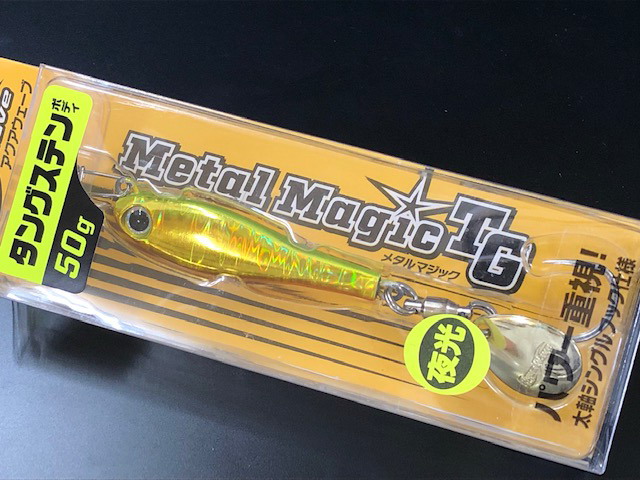 アクアウェーブ
タングステン
ボディ
50g
Metal Magic TG
メタルマジック
夜光
パワー重視!
太軸シングルフック仕様